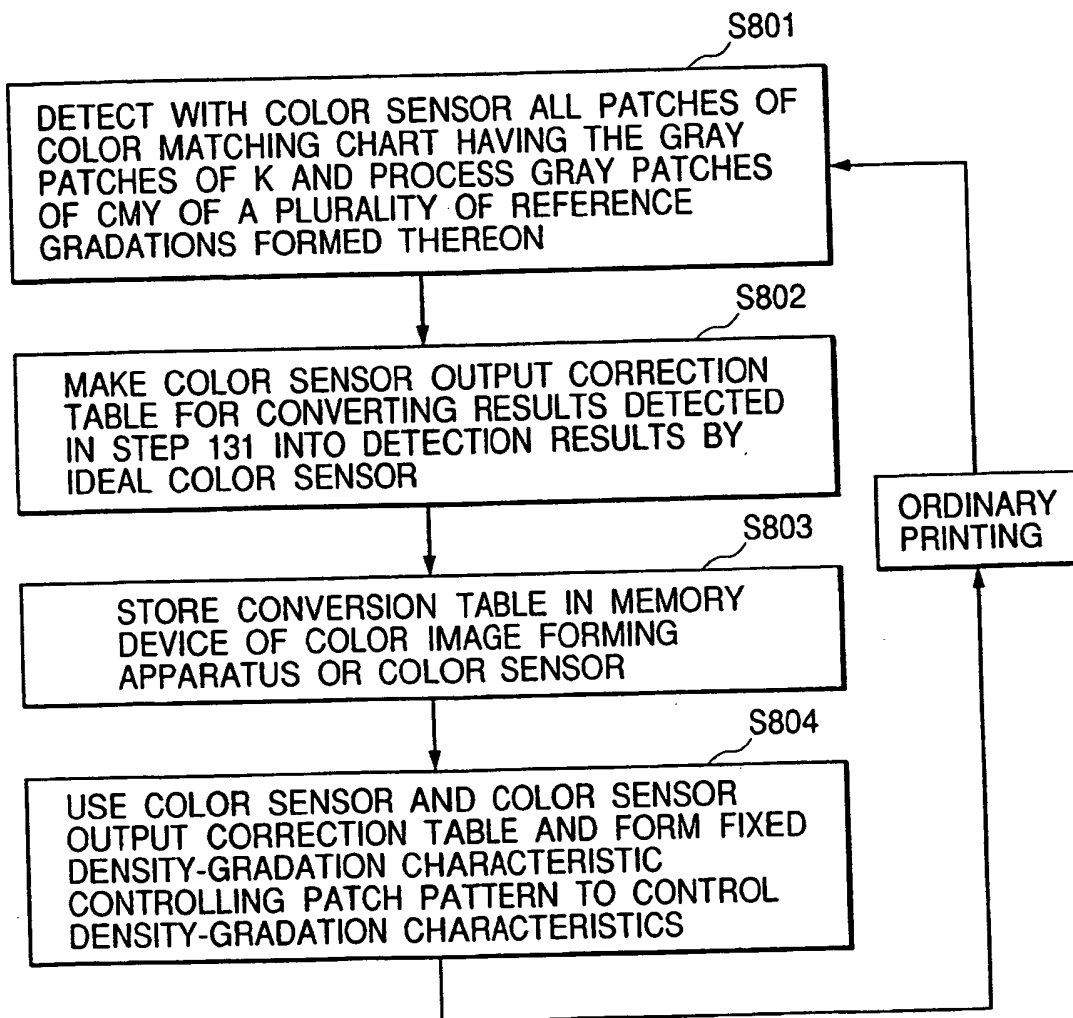 S801
DETECT WITH COLOR SENSOR ALL PATCHES OF
COLOR MATCHING CHART HAVING THE GRAY
PATCHES OF K AND PROCESS GRAY PATCHES
OF CMY OF A PLURALITY OF REFERENCE
GRADATIONS FORMED THEREON
S802
MAKE COLOR SENSOR OUTPUT CORRECTION
TABLE FOR CONVERTING RESULTS DETECTED
IN STEP 131 INTO DETECTION RESULTS BY
IDEAL COLOR SENSOR
ORDINARY
PRINTING
S803
STORE CONVERSION TABLE IN MEMORY
DEVICE OF COLOR IMAGE FORMING
APPARATUS OR COLOR SENSOR
S804
USE COLOR SENSOR AND COLOR SENSOR
OUTPUT CORRECTION TABLE AND FORM FIXED
DENSITY-GRADATION CHARACTERISTIC
CONTROLLING PATCH PATTERN TO CONTROL
DENSITY-GRADATION CHARACTERISTICS